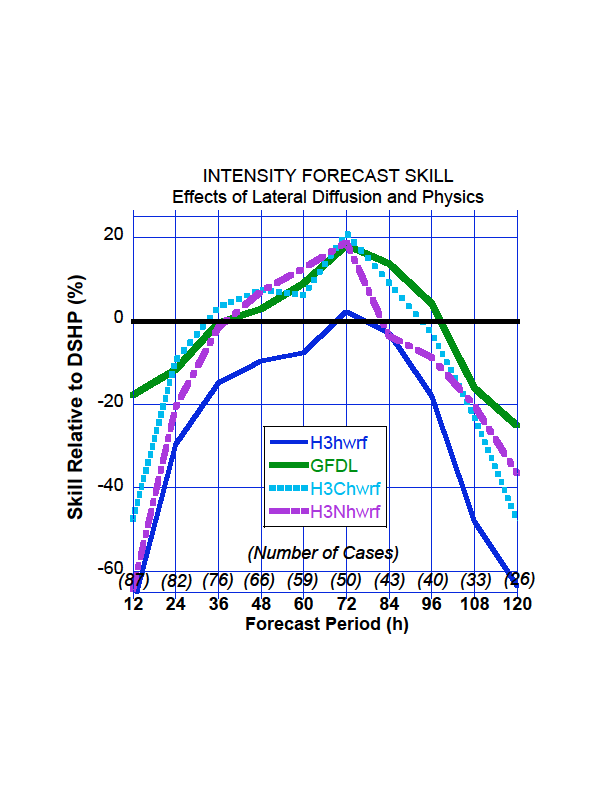 INTENSITY FORECAST SKILL
Effects of Lateral Diffusion and Physics
Skill Relative to DSHP (%)
20
0
-20
-40
-60
H3hwrf
GFDL
H3Chwrf
H3Nhwrf
(Number of Cases)
(87) (82) (76) (66) (59) (50) (43) (40) (33) (26)
12 24 36 48 60 72 84 96 108 120
Forecast Period (h)